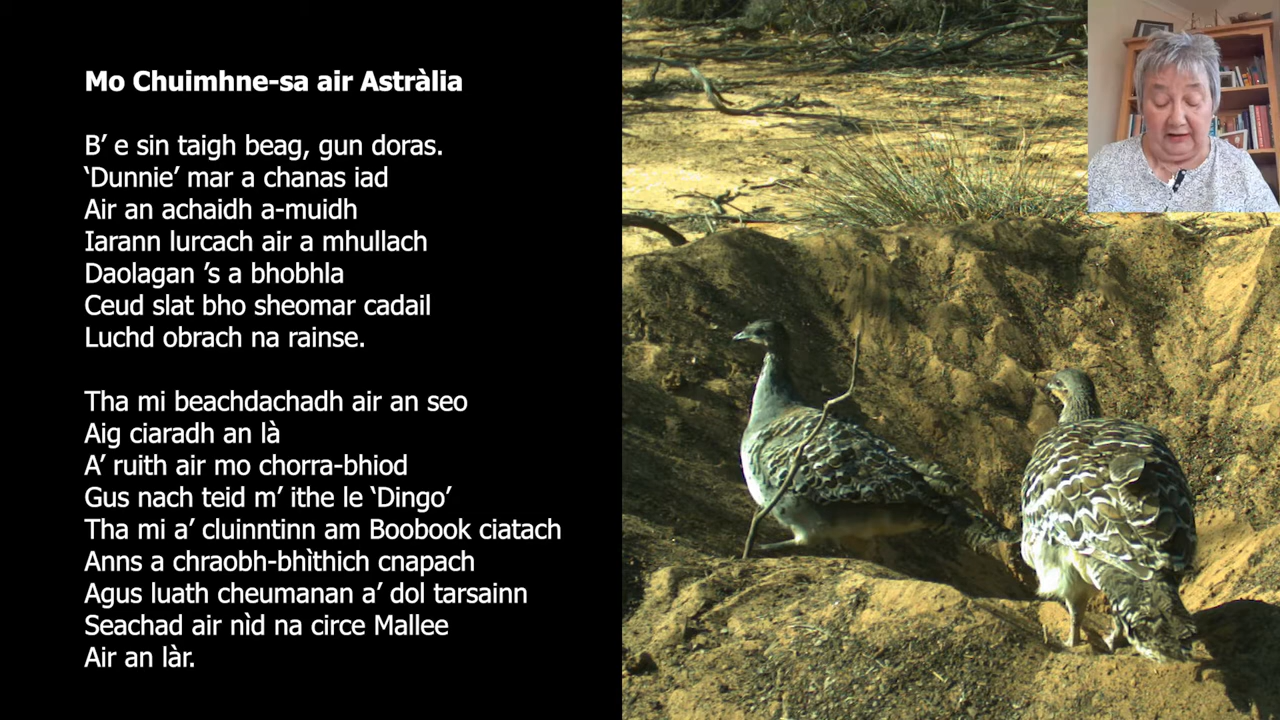 Mo Chuimhne-sa air Astràlia
B’ e sin taigh beag, gun doras.
‘Dunnie’ mar a chanas iad
Air an achaidh a-muidh
Iarann lurcach air a mhullach
Daolagan ’s a bhobhla
Ceud slat bho sheomar cadail
Luchd obrach na rainse.
Tha mi beachdachadh air an seo
Aig ciaradh an là
A’ ruith air mo chorra-bhiod
Gus nach teid m’ ithe le ‘Dingo’
Tha mi a’ cluinntinn am Boobook ciatach
Anns a chraobh-bhìthich cnapach
Agus luath cheumanan a’ dol tarsainn
Seachad air nìd na circe Mallee
Air an làr.